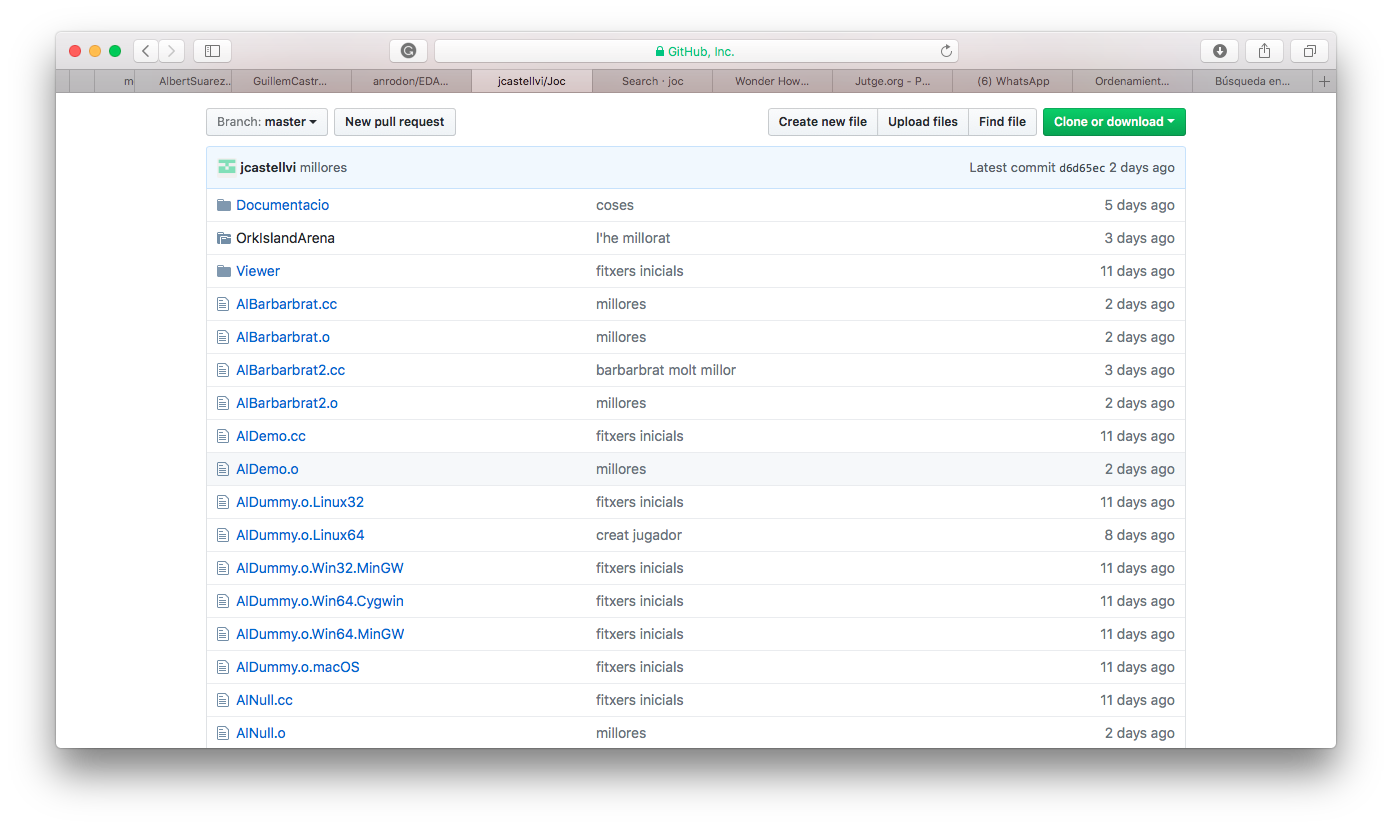 GitHub, Inc.
m AlbertSuarez... GuillemCastr... anrodon/EDA... jcastellvi/Joc Search · joc Wonder How... Jutge.org - P... (6) WhatsApp Ordenamient... Búsqueda en...
Branch: master New pull request Create new file Upload files Find file Clone or download
jcastellvi millores Latest commit d6d65ec 2 days ago
Documentacio coses 5 days ago
OrkIslandArena l'he millorat 3 days ago
Viewer fitxers inicials 11 days ago
AIBarbarbrat.cc millores 2 days ago
AIBarbarbrat.o millores 2 days ago
AIBarbarbrat2.cc barbarbrat molt millor 3 days ago
AIBarbarbrat2.o millores 2 days ago
AIDemo.cc fitxers inicials 11 days ago
AIDemo.o millores 2 days ago
AIDummy.o.Linux32 fitxers inicials 11 days ago
AIDummy.o.Linux64 creat jugador 8 days ago
AIDummy.o.Win32.MinGW fitxers inicials 11 days ago
AIDummy.o.Win64.Cygwin fitxers inicials 11 days ago
AIDummy.o.Win64.MinGW fitxers inicials 11 days ago
AIDummy.o.macOS fitxers inicials 11 days ago
AINull.cc fitxers inicials 11 days ago
AINull.o millores 2 days ago